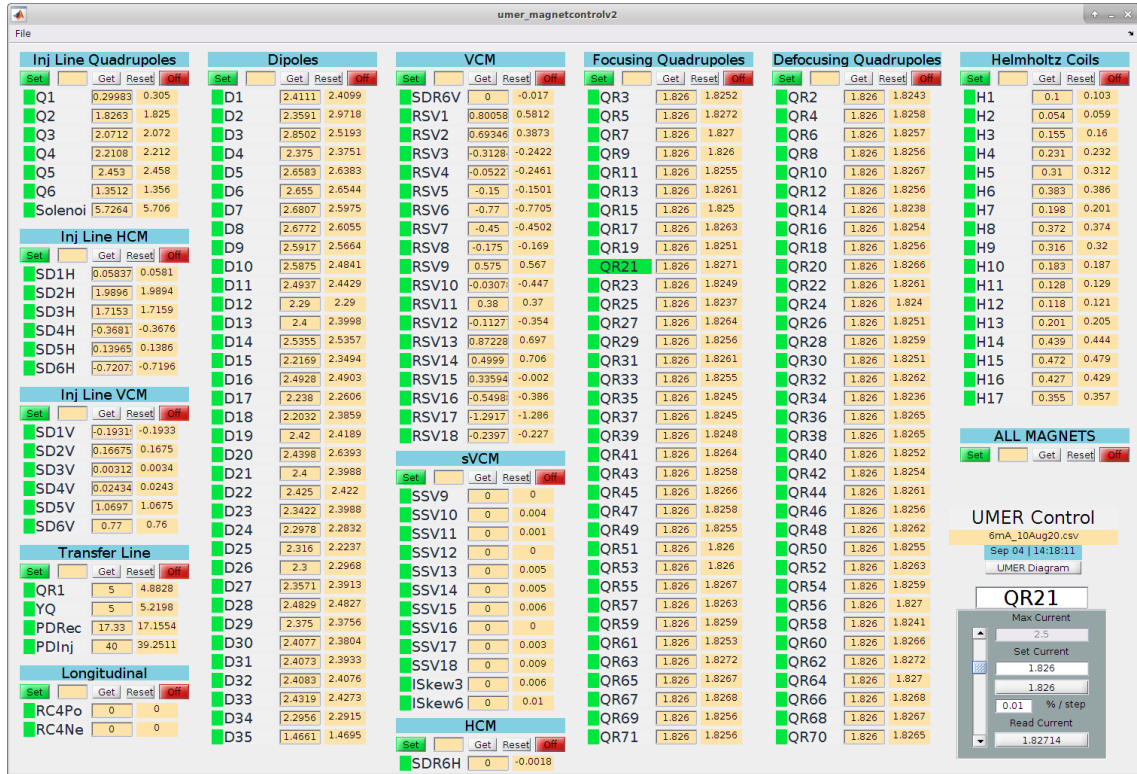 umer_magnetcontrolv2
File
Inj Line Quadrupoles
Set Get Reset Off
Q1 0.29983 0.305
Q2 1.8263 1.825
Q3 2.0712 2.072
Q4 2.2108 2.212
Q5 2.453 2.458
Q6 1.3512 1.356
Solenoi 5.7264 5.706
Inj Line HCM
Set Get Reset Off
SD1H 0.05837 0.0581
SD2H 1.9896 1.9894
SD3H 1.7153 1.7159
SD4H -0.3681 -0.3676
SD5H 0.13965 0.1386
SD6H -0.7207 -0.7196
Inj Line VCM
Set Get Reset Off
SD1V -0.1931 -0.1933
SD2V 0.16675 0.1675
SD3V 0.00312 0.0034
SD4V 0.02434 0.0243
SD5V 1.0697 1.0675
SD6V 0.77 0.76
Transfer Line
Set Get Reset Off
QR1 5 4.8828
YQ 5 5.2198
PDRec 17.33 17.1554
PDInj 40 39.2511
Longitudinal
Set Get Reset Off
RC4Po 0 0
RC4Ne 0 0
Dipoles
Set Get Reset Off
D1 2.4111 2.4099
D2 2.3591 2.9718
D3 2.8502 2.5193
D4 2.375 2.3751
D5 2.6583 2.6383
D6 2.655 2.6544
D7 2.6807 2.5975
D8 2.6772 2.6055
D9 2.5917 2.5664
D10 2.5875 2.4841
D11 2.4937 2.4429
D12 2.29 2.29
D13 2.4 2.3998
D14 2.5355 2.5357
D15 2.2169 2.3494
D16 2.4928 2.4903
D17 2.238 2.2606
D18 2.2032 2.3859
D19 2.42 2.4189
D20 2.4398 2.6393
D21 2.4 2.3988
D22 2.425 2.422
D23 2.3422 2.3988
D24 2.2978 2.2832
D25 2.316 2.2237
D26 2.3 2.2968
D27 2.3571 2.3913
D28 2.4829 2.4827
D29 2.375 2.3756
D30 2.4077 2.3804
D31 2.4073 2.3933
D32 2.4083 2.4076
D33 2.4319 2.4273
D34 2.2956 2.2915
D35 1.4661 1.4695
VCM
Set Get Reset Off
SDR6V 0 -0.017
RSV1 0.80058 0.5812
RSV2 0.69346 0.3873
RSV3 -0.3128 -0.2422
RSV4 -0.0522 -0.2461
RSV5 -0.15 -0.1501
RSV6 -0.77 -0.7705
RSV7 -0.45 -0.4502
RSV8 -0.175 -0.169
RSV9 0.575 0.567
RSV10 -0.0307 -0.447
RSV11 0.38 0.37
RSV12 -0.1127 -0.354
RSV13 0.87228 0.697
RSV14 0.4999 0.706
RSV15 0.33594 -0.002
RSV16 -0.5498 -0.386
RSV17 -1.2917 -1.286
RSV18 -0.2397 -0.227
sVCM
Set Get Reset Off
SSV9 0 0
SSV10 0 0.004
SSV11 0 0.001
SSV12 0 0
SSV13 0 0.005
SSV14 0 0.005
SSV15 0 0.006
SSV16 0 0
SSV17 0 0.003
SSV18 0 0.009
ISkew3 0 0.006
ISkew6 0 0.01
HCM
Set Get Reset Off
SDR6H 0 -0.0018
Focusing Quadrupoles
Set Get Reset Off
QR3 1.826 1.8252
QR5 1.826 1.8272
QR7 1.826 1.827
QR9 1.826 1.826
QR11 1.826 1.8255
QR13 1.826 1.8261
QR15 1.826 1.825
QR17 1.826 1.8263
QR19 1.826 1.8251
QR21 1.826 1.8271
QR23 1.826 1.8249
QR25 1.826 1.8237
QR27 1.826 1.8264
QR29 1.826 1.8256
QR31 1.826 1.8261
QR33 1.826 1.8255
QR35 1.826 1.8245
QR37 1.826 1.8245
QR39 1.826 1.8248
QR41 1.826 1.8264
QR43 1.826 1.8258
QR45 1.826 1.8266
QR47 1.826 1.8258
QR49 1.826 1.8255
QR51 1.826 1.826
QR53 1.826 1.826
QR55 1.826 1.8267
QR57 1.826 1.8263
QR59 1.826 1.8259
QR61 1.826 1.8253
QR63 1.826 1.8272
QR65 1.826 1.8267
QR67 1.826 1.8268
QR69 1.826 1.8256
QR71 1.826 1.8256
Defocusing Quadrupoles
Set Get Reset Off
QR2 1.826 1.8243
QR4 1.826 1.8258
QR6 1.826 1.8257
QR8 1.826 1.8256
QR10 1.826 1.8267
QR12 1.826 1.8256
QR14 1.826 1.8238
QR16 1.826 1.8254
QR18 1.826 1.8256
QR20 1.826 1.8266
QR22 1.826 1.8261
QR24 1.826 1.824
QR26 1.826 1.8251
QR28 1.826 1.8259
QR30 1.826 1.8251
QR32 1.826 1.8262
QR34 1.826 1.8236
QR36 1.826 1.8265
QR38 1.826 1.8265
QR40 1.826 1.8252
QR42 1.826 1.8254
QR44 1.826 1.8261
QR46 1.826 1.8256
QR48 1.826 1.8262
QR50 1.826 1.8255
QR52 1.826 1.8263
QR54 1.826 1.8259
QR56 1.826 1.827
QR58 1.826 1.8241
QR60 1.826 1.8266
QR62 1.826 1.8272
QR64 1.826 1.827
QR66 1.826 1.8268
QR68 1.826 1.8267
QR70 1.826 1.8265
Helmholtz Coils
Set Get Reset Off
H1 0.1 0.103
H2 0.054 0.059
H3 0.155 0.16
H4 0.231 0.232
H5 0.31 0.312
H6 0.383 0.386
H7 0.198 0.201
H8 0.372 0.374
H9 0.316 0.32
H10 0.183 0.187
H11 0.128 0.129
H12 0.118 0.121
H13 0.201 0.205
H14 0.439 0.444
H15 0.472 0.479
H16 0.427 0.429
H17 0.355 0.357
ALL MAGNETS
Set Get Reset Off
UMER Control
6mA_10Aug20.csv
Sep 04 | 14:18:11
UMER Diagram
QR21
Max Current
2.5
Set Current
1.826
1.826
0.01 % / step
Read Current
1.82714